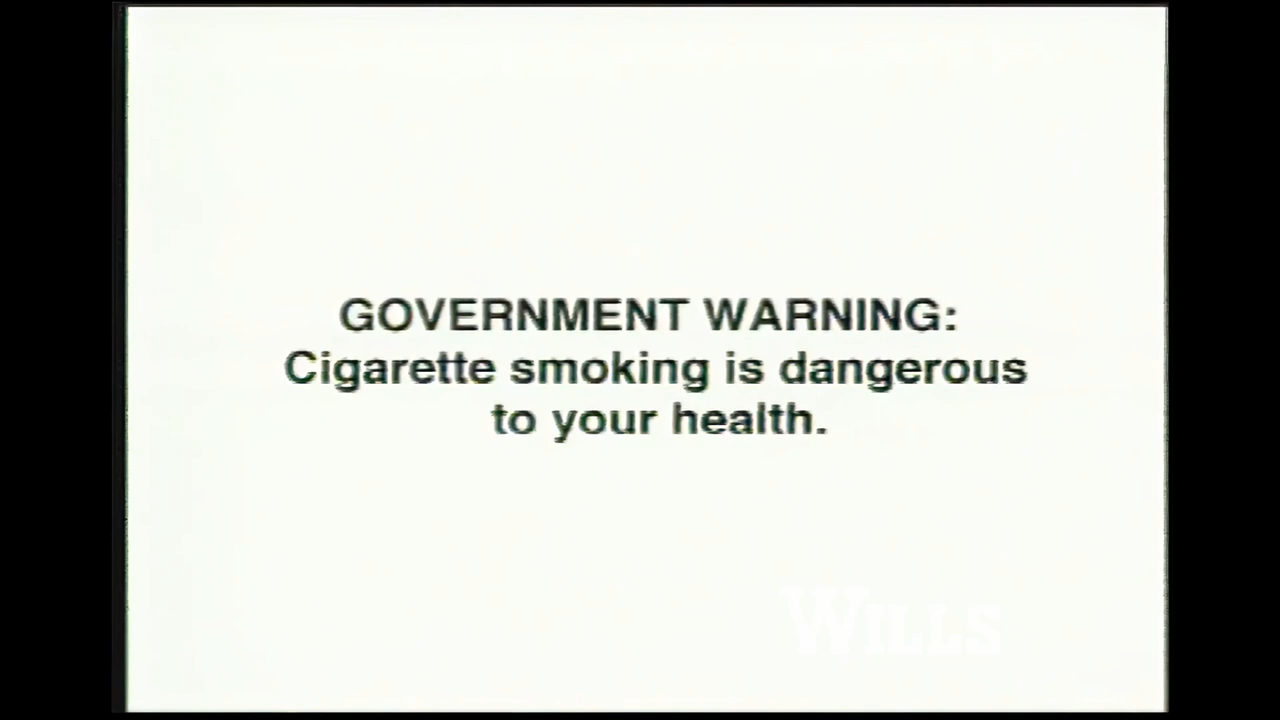 GOVERNMENT WARNING:
Cigarette smoking is dangerous
to your health.
WILLS